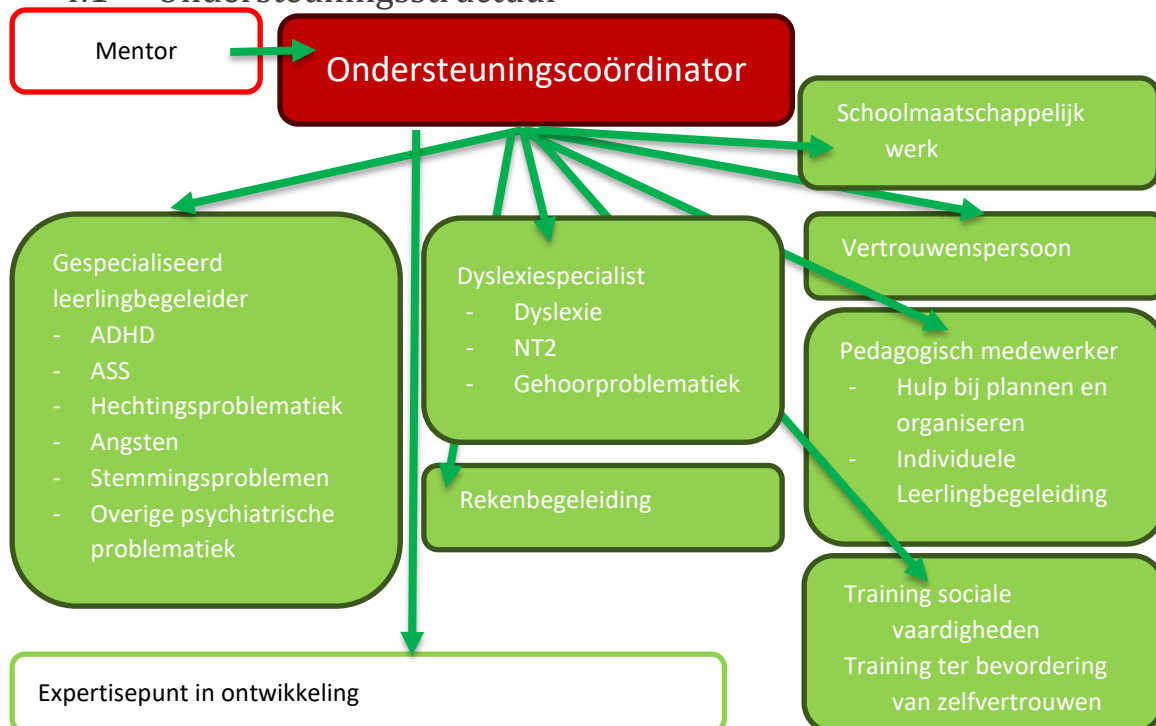 Ondersteuningsstructuur
Mentor
Ondersteuningscoördinator
Schoolmaatschappelijk
werk
Vertrouwenspersoon
Gespecialiseerd
leerlingbegeleider
- ADHD
- ASS
- Hechtingsproblematiek
- Angsten
- Stemmingsproblemen
- Overige psychiatrische
problematiek
Dyslexiespecialist
- Dyslexie
- NT2
- Gehoorproblematiek
Rekenbegeleiding
Pedagogisch medewerker
- Hulp bij plannen en
organiseren
- Individuele
Leerlingbegeleiding
Training sociale
vaardigheden
Training ter bevordering
van zelfvertrouwen
Expertisepunt in ontwikkeling